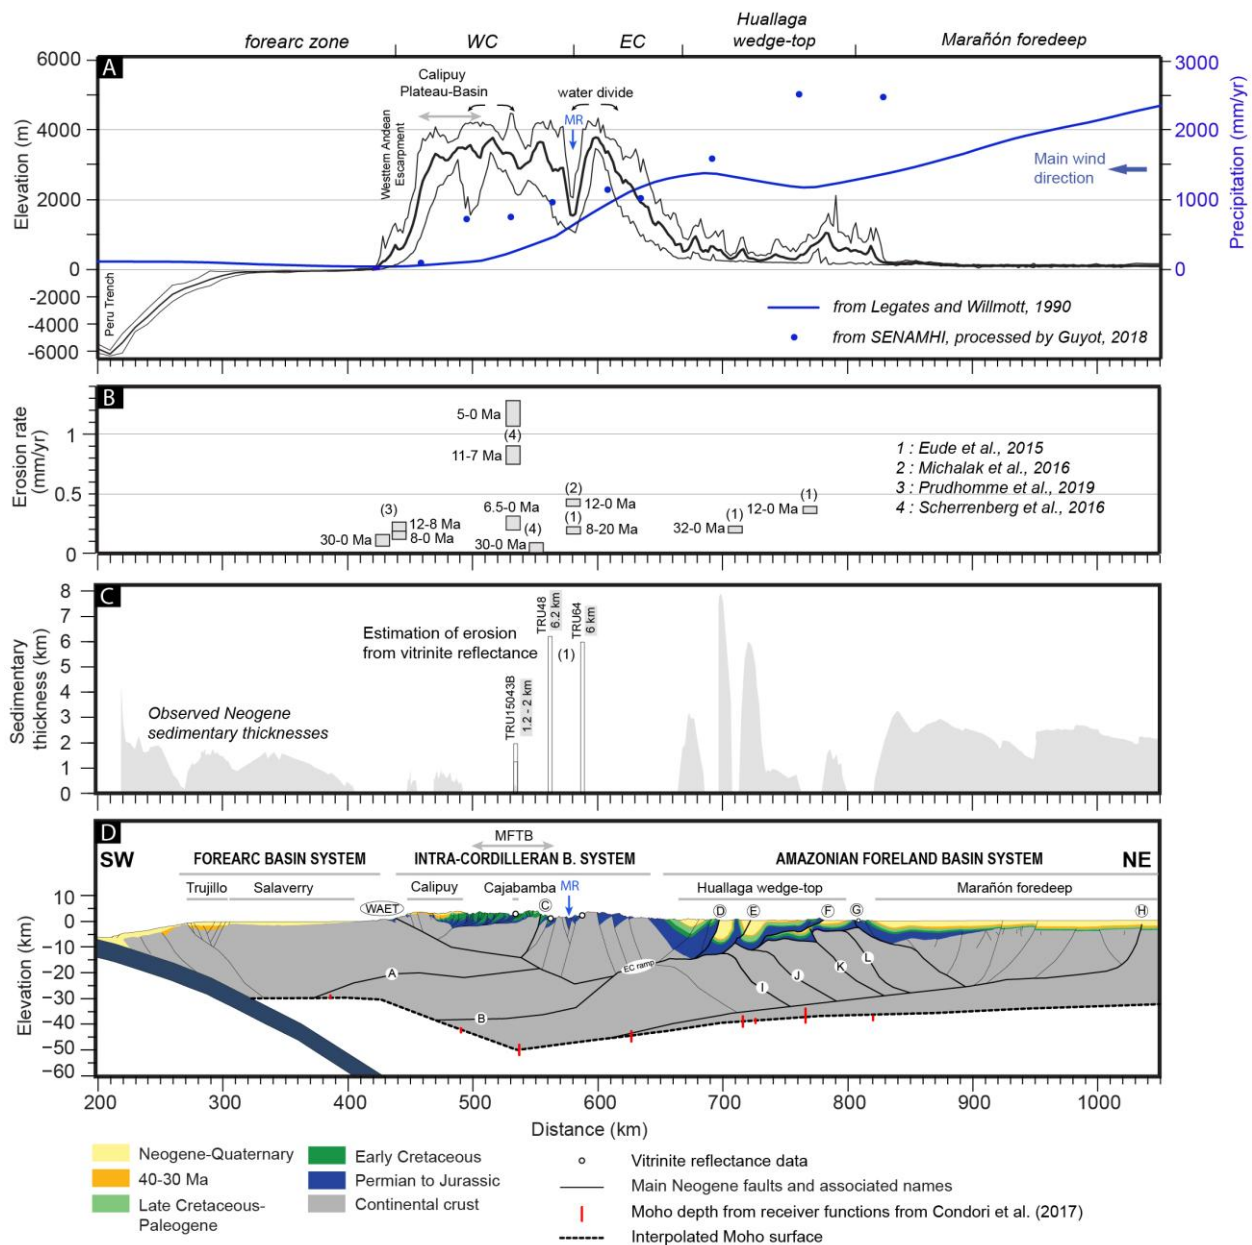 Huallaga
forearc zone WC EC wedge-top Marañón foredeep
A
6000
4000
2000
0
-2000
-4000
-6000
Elevation (m)
3000
2000
1000
0
Precipitation (mm/yr)
Calipuy
Plateau-Basin
water divide
MR
Westtern Andean
Escarpment
Peru Trench
Main wind
direction
from Legates and Willmott, 1990
from SENAMHI, processed by Guyot, 2018
B
Erosion rate
(mm/yr)
1
0.5
0
5-0 Ma
(4)
11-7 Ma
(3)
12-8 Ma
30-0 Ma
8-0 Ma
6.5-0 Ma
(4)
30-0 Ma
(2)
12-0 Ma
(1)
8-20 Ma
(1)
32-0 Ma
(1)
12-0 Ma
1 : Eude et al., 2015
2 : Michalak et al., 2016
3 : Prudhomme et al., 2019
4 : Scherrenberg et al., 2016
C
Sedimentary
thickness (km)
8
7
6
5
4
3
2
1
0
Estimation of erosion
from vitrinite reflectance
TRU15043B
1.2 - 2 km
TRU48
6.2 km
(1)
TRU64
6 km
Observed Neogene
sedimentary thicknesses
200 300 400 500 600 700 800 900 1000
D
SW
NE
MFTB
FOREARC BASIN SYSTEM INTRA-CORDILLERAN B. SYSTEM AMAZONIAN FORELAND BASIN SYSTEM
Trujillo Salaverry Calipuy Cajabamba MR Huallaga wedge-top Marañón foredeep
WAET C D E F G H
A B EC ramp I J K L
Elevation (km)
10
0
-10
-20
-30
-40
-50
-60
200 300 400 500 600 700 800 900 1000
Distance (km)
Neogene-Quaternary
40-30 Ma
Late Cretaceous-
Paleogene
Early Cretaceous
Permian to Jurassic
Continental crust
Vitrinite reflectance data
Main Neogene faults and associated names
Moho depth from receiver functions from Condori et al. (2017)
Interpolated Moho surface